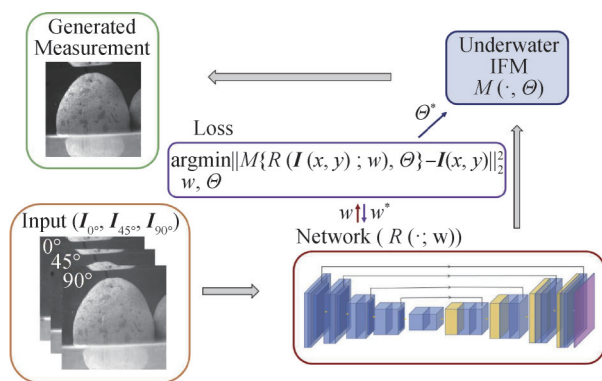 Generated
Measurement
Underwater
IFM
M (·, Θ)
Θ*
Loss
argmin||M{R (I (x, y) ; w), Θ}−I(x, y)||₂²
w, Θ
w w*
Input (I₀°, I₄₅°, I₉₀°)
Network ( R (·; w))
0°
45°
90°